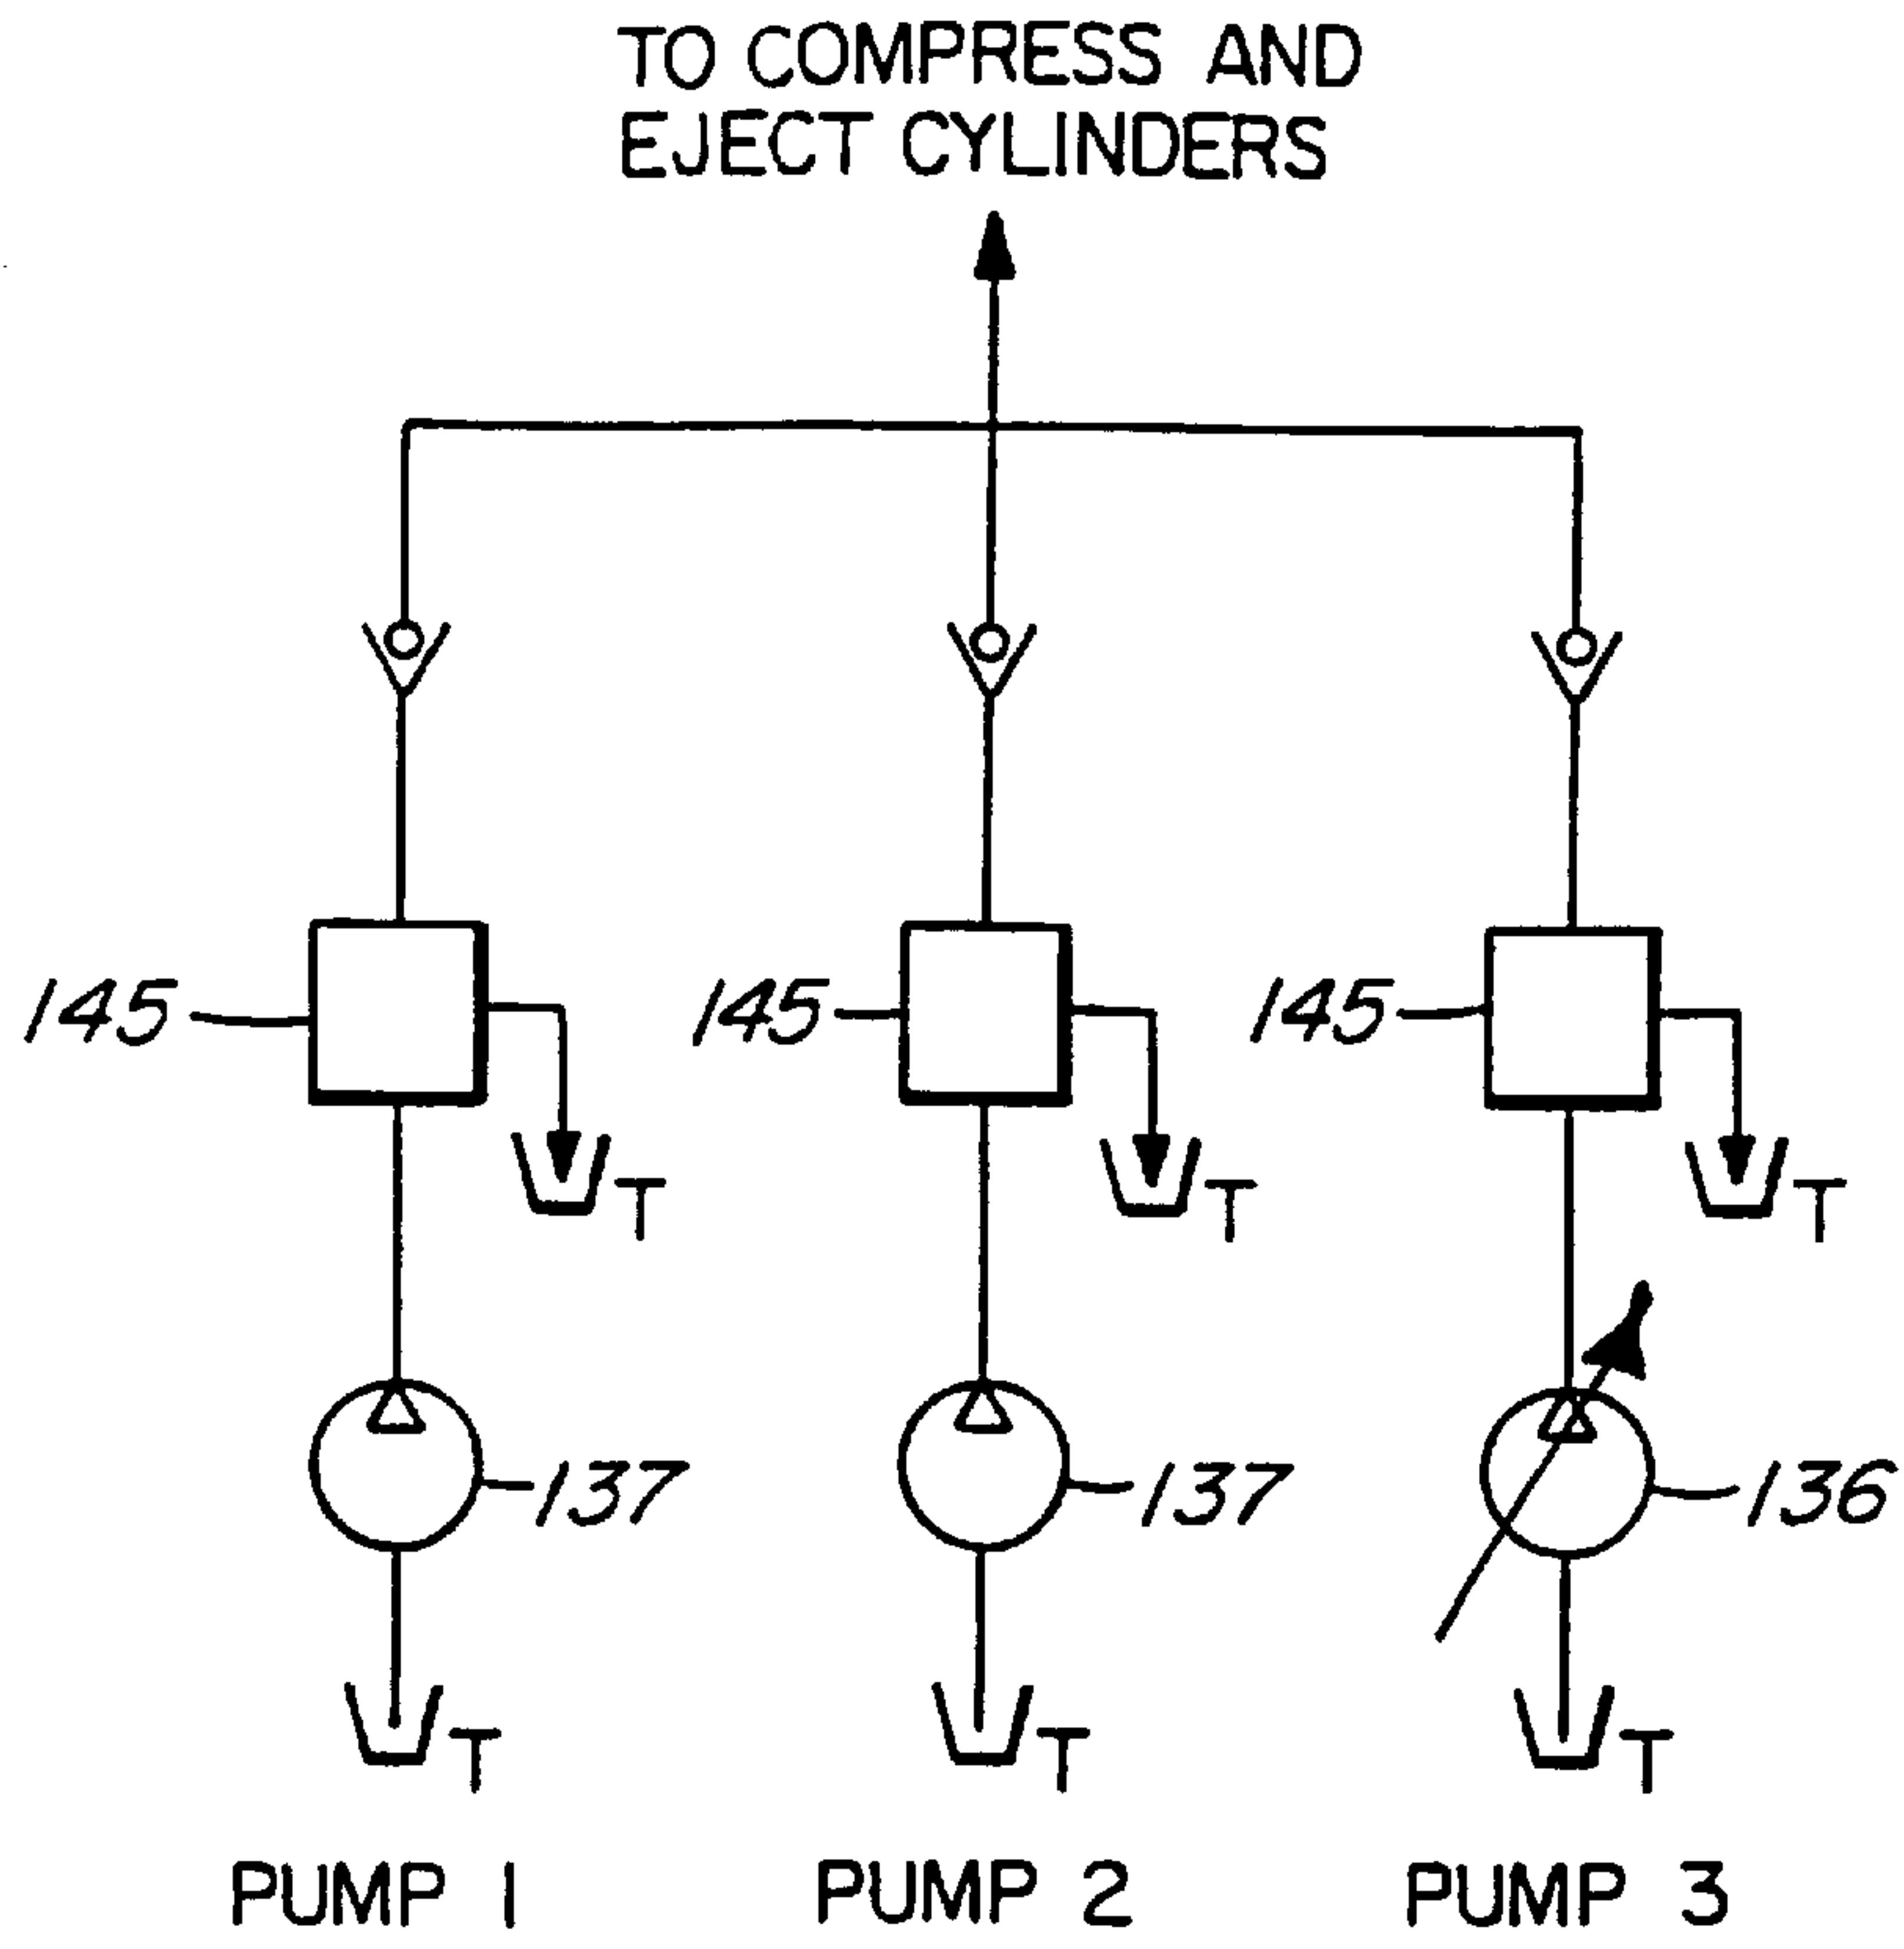 TO COMPRESS AND
EJECT CYLINDERS
145
145
145
T
T
T
137
137
136
T
T
T
PUMP 1
PUMP 2
PUMP 3